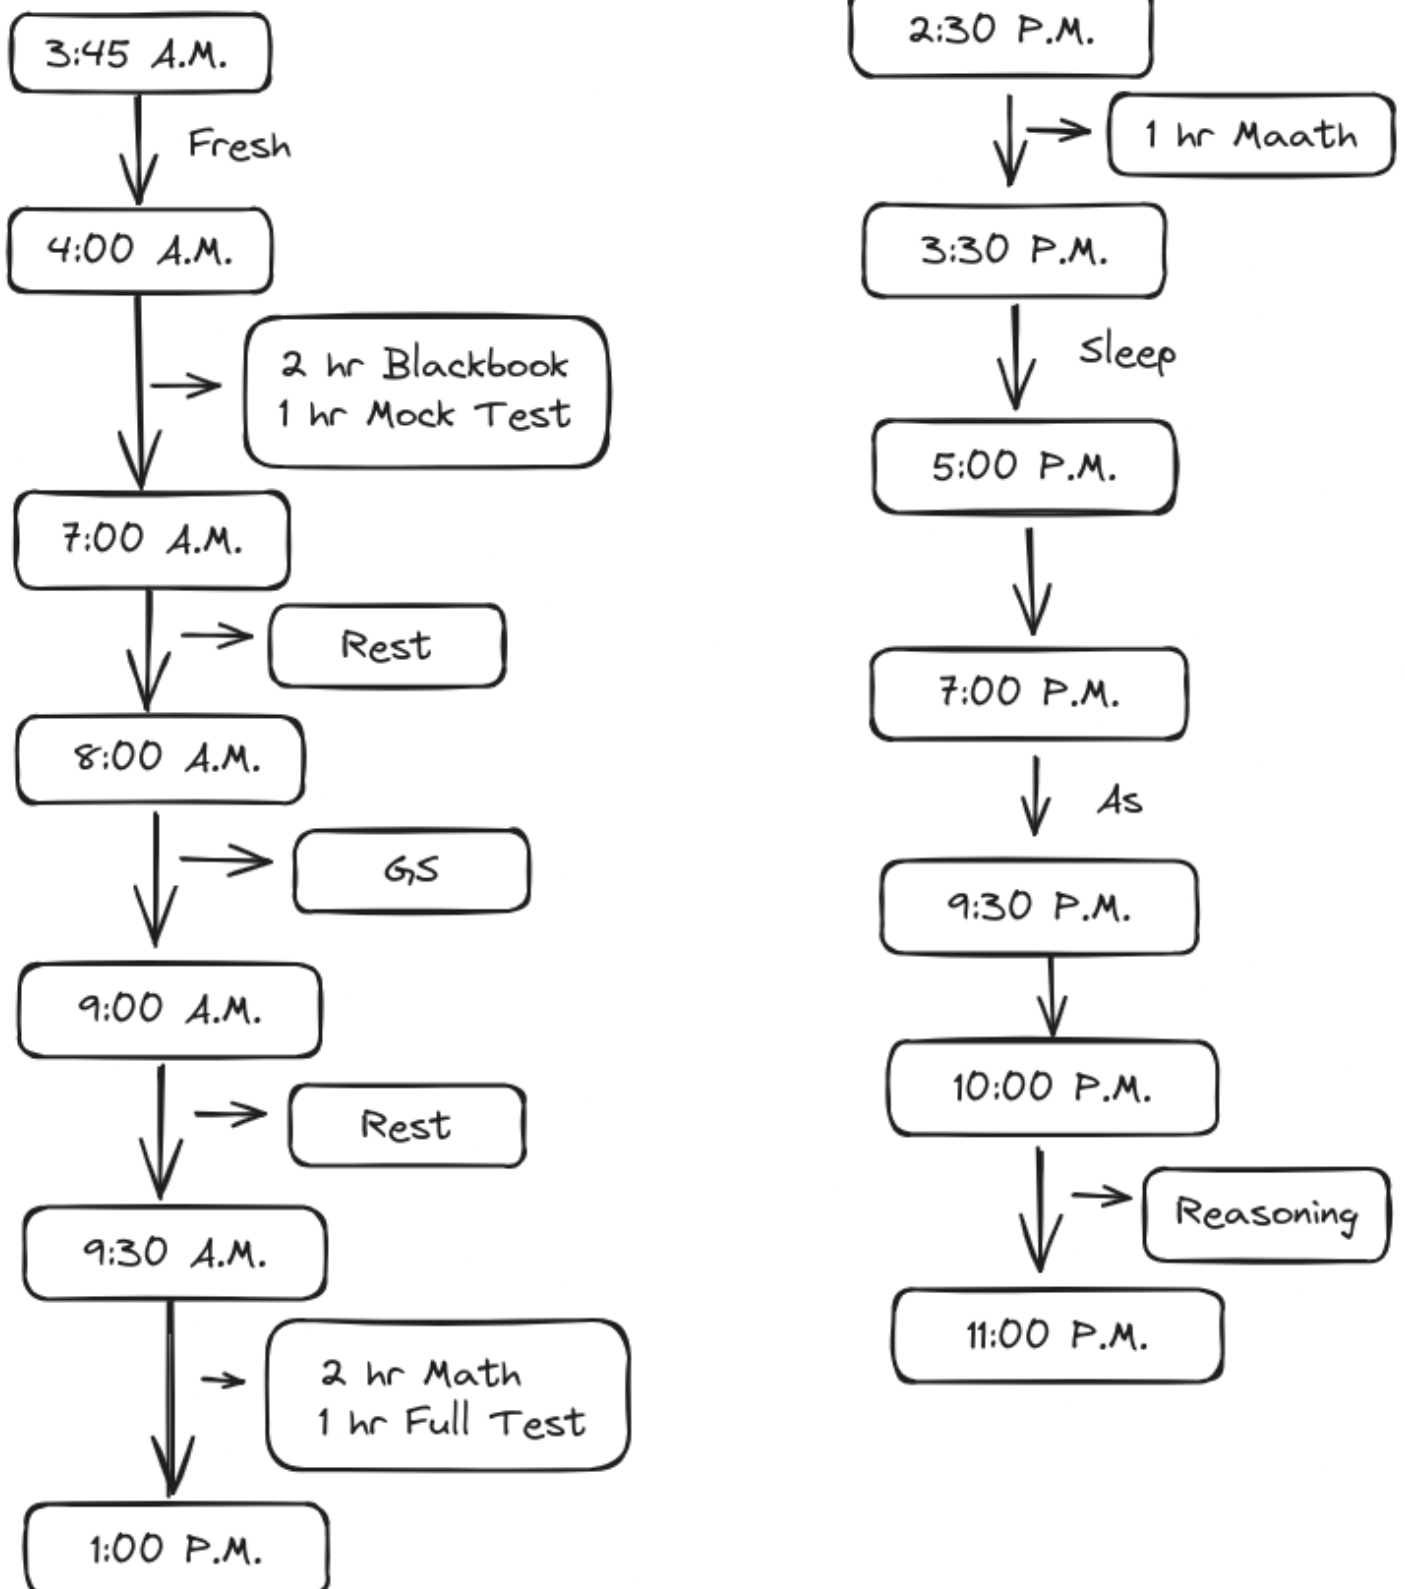 3:45 A.M.
Fresh
4:00 A.M.
2 hr Blackbook
1 hr Mock Test
7:00 A.M.
Rest
8:00 A.M.
GS
9:00 A.M.
Rest
9:30 A.M.
2 hr Math
1 hr Full Test
1:00 P.M.
2:30 P.M.
1 hr Maath
3:30 P.M.
Sleep
5:00 P.M.
7:00 P.M.
As
9:30 P.M.
10:00 P.M.
Reasoning
11:00 P.M.